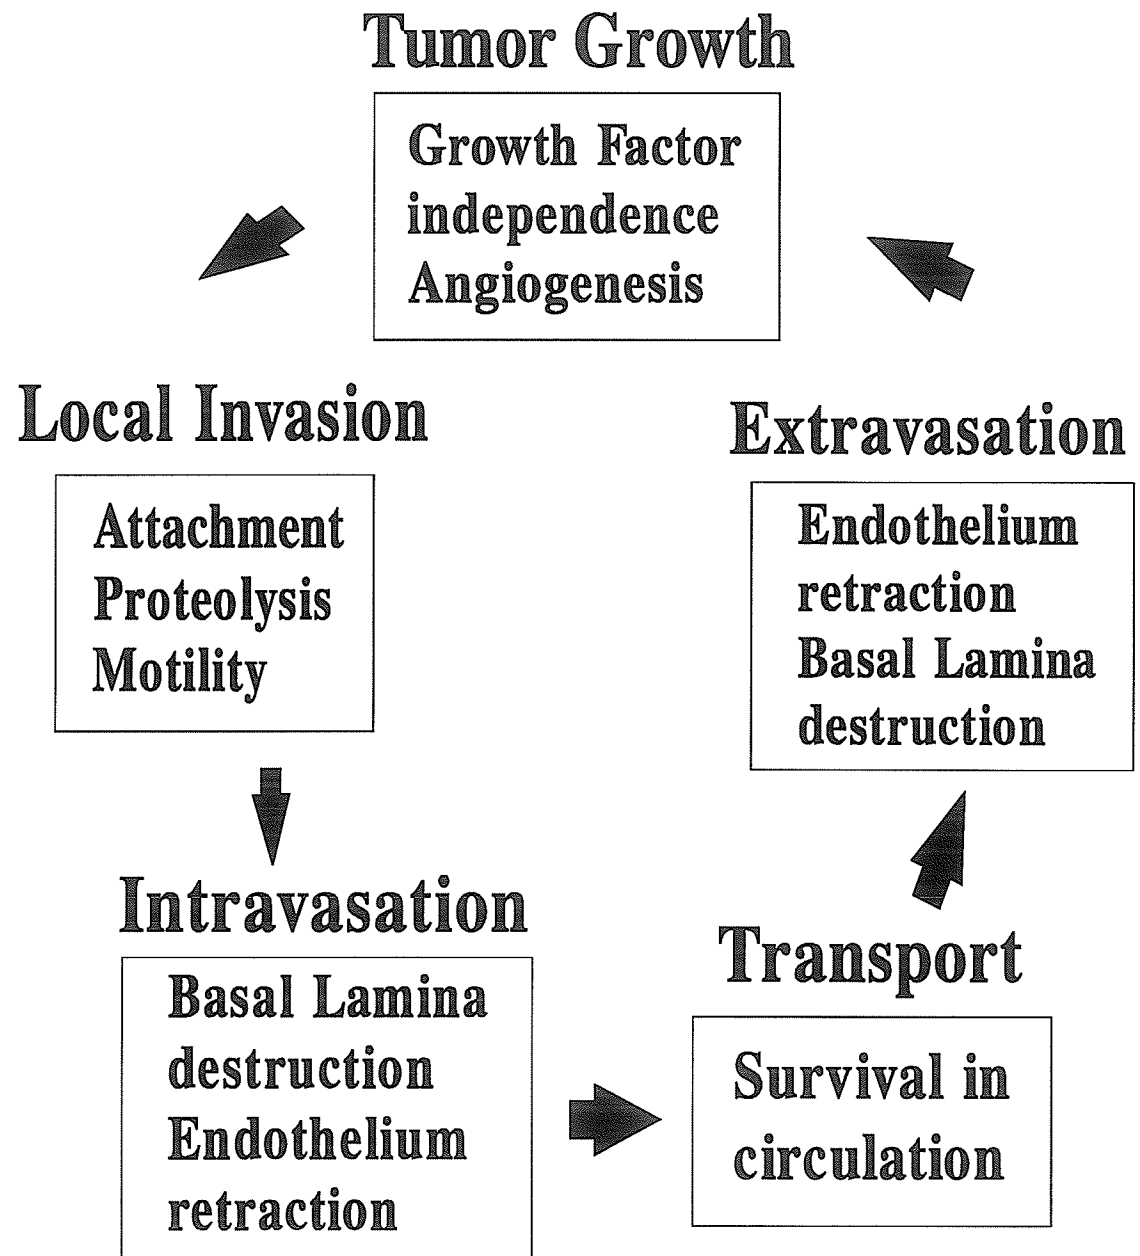 Tumor Growth
Growth Factor
independence
Angiogenesis
Local Invasion
Attachment
Proteolysis
Motility
Intravasation
Basal Lamina
destruction
Endothelium
retraction
Transport
Survival in
circulation
Extravasation
Endothelium
retraction
Basal Lamina
destruction